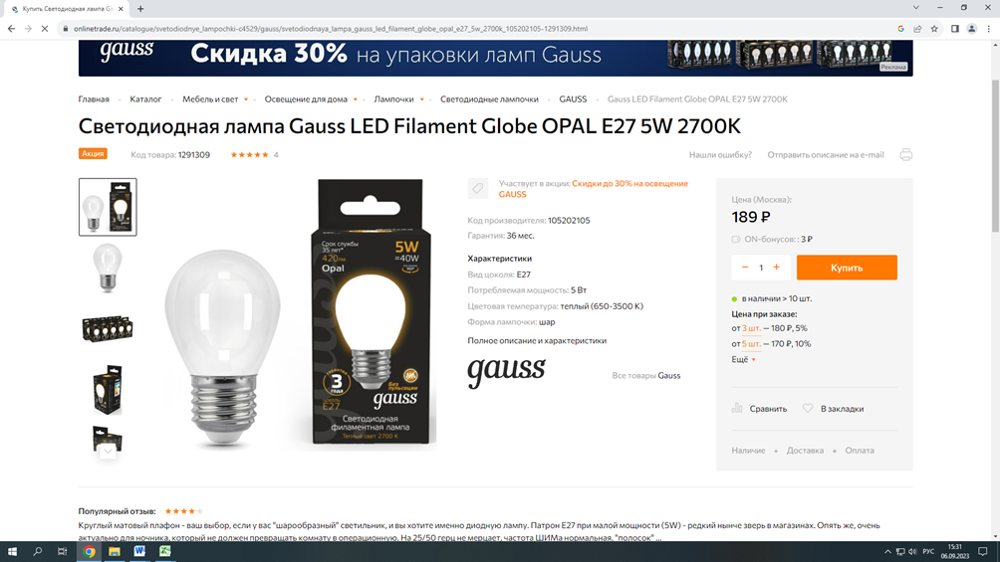 Купить Светодиодная лампа Ga
onlinetrade.ru/catalogue/svetodiodnye_lampochki-c4529/gauss/svetodiodnaya_lampa_gauss_led_filament_globe_opal_e27_5w_2700k_105202105-1291309.html
gauss Скидка 30% на упаковки ламп Gauss
Реклама
Главная Каталог Мебель и свет Освещение для дома Лампочки Светодиодные лампочки GAUSS Gauss LED Filament Globe OPAL E27 5W 2700K
Светодиодная лампа Gauss LED Filament Globe OPAL E27 5W 2700K
Акция Код товара: 1291309 4 Нашли ошибку? Отправить описание на e-mail
Срок службы
35 лет*
420лм
Opal
5W
=40W
гарантия
3
года
цоколь
E27
Без
пульсации
gauss
Светодиодная
филаментная лампа
Теплый свет 2700 К
Участвует в акции: Скидки до 30% на освещение
GAUSS
Код производителя: 105202105
Гарантия: 36 мес.
Характеристики
Вид цоколя: E27
Потребляемая мощность: 5 Вт
Цветовая температура: теплый (650-3500 К)
Форма лампочки: шар
Полное описание и характеристики
gauss
Все товары Gauss
Цена (Москва):
189 ₽
ON-бонусов: : 3 ₽
− 1 + Купить
в наличии > 10 шт.
Цена при заказе:
от 3 шт. — 180 ₽, 5%
от 5 шт. — 170 ₽, 10%
Ещё
Сравнить В закладки
Наличие Доставка Оплата
Популярный отзыв:
Круглый матовый плафон - ваш выбор, если у вас "шарообразный" светильник, и вы хотите именно диодную лампу. Патрон E27 при малой мощности (5W) - редкий нынче зверь в магазинах. Опять же, очень
актуально для ночника, который не должен превращать комнату в операционную. На 25/50 герц не мерцает, частота ШИМа нормальная, "полосок" ...
РУС
15:31
06.09.2023